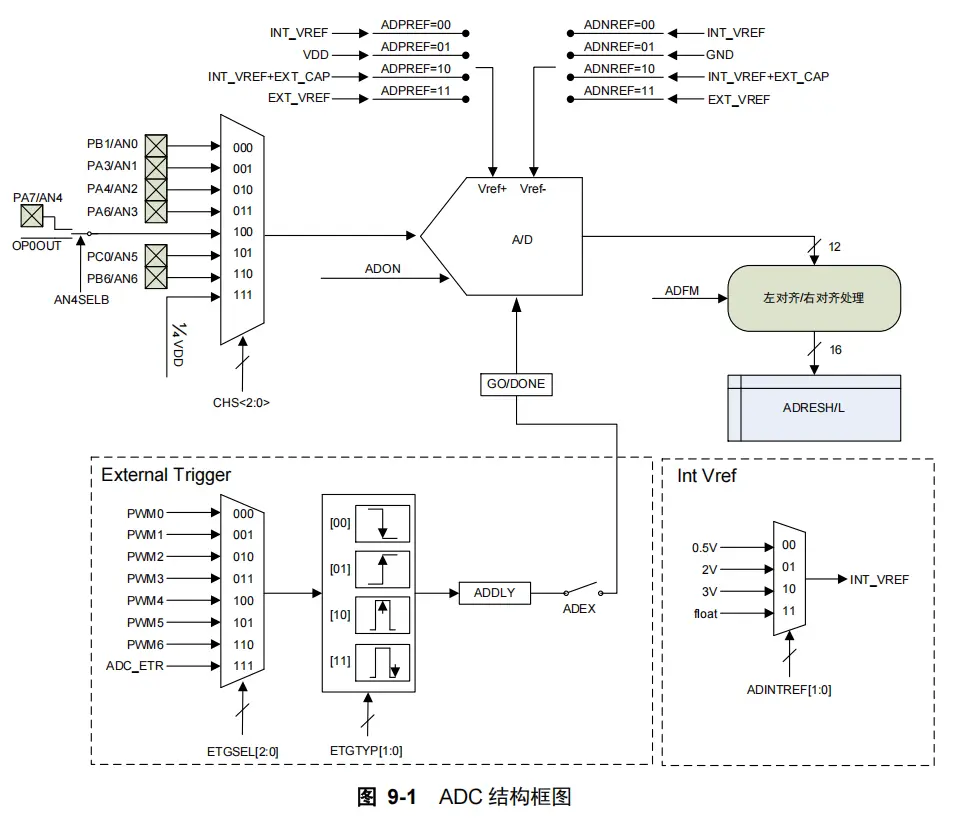 INT_VREF ADPREF=00 ADNREF=00 INT_VREF
VDD ADPREF=01 ADNREF=01 GND
INT_VREF+EXT_CAP ADPREF=10 ADNREF=10 INT_VREF+EXT_CAP
EXT_VREF ADPREF=11 ADNREF=11 EXT_VREF
PB1/AN0 000
PA3/AN1 001
PA4/AN2 010
PA6/AN3 011
PA7/AN4
OP0OUT
100
PC0/AN5 101
PB6/AN6 110
111
AN4SELB
¼ VDD
CHS<2:0>
Vref+ Vref-
A/D
ADON
GO/DONE
12
ADFM
左对齐/右对齐处理
16
ADRESH/L
External Trigger
PWM0 000
PWM1 001
PWM2 010
PWM3 011
PWM4 100
PWM5 101
PWM6 110
ADC_ETR 111
ETGSEL[2:0]
[00]
[01]
[10]
[11]
ETGTYP[1:0]
ADDLY
ADEX
Int Vref
0.5V 00
2V 01
3V 10
float 11
INT_VREF
ADINTREF[1:0]
图 9-1 ADC 结构框图